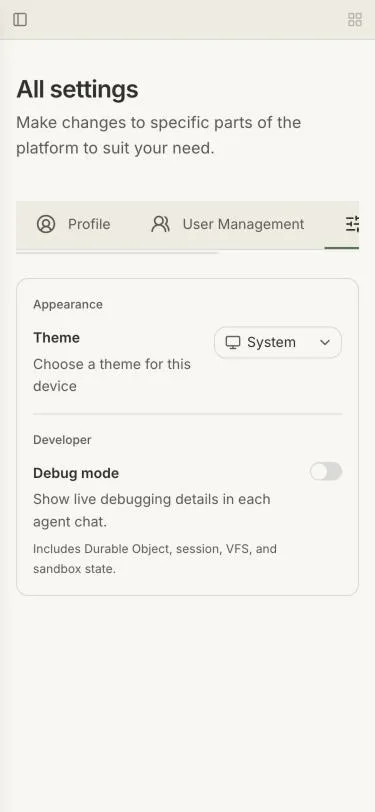 All settings
Make changes to specific parts of the
platform to suit your need.
Profile
User Management
Appearance
Theme
System
Choose a theme for this
device
Developer
Debug mode
Show live debugging details in each
agent chat.
Includes Durable Object, session, VFS, and
sandbox state.